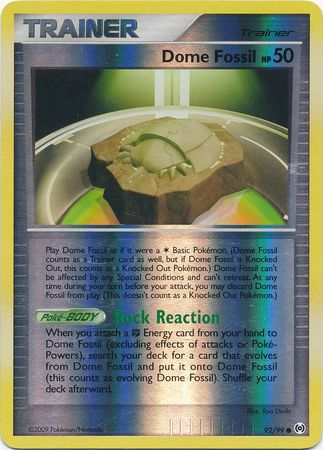 TRAINER
Trainer
Dome Fossil HP 50
Play Dome Fossil as if it were a Basic Pokémon. (Dome Fossil
counts as a Trainer card as well, but if Dome Fossil is Knocked
Out, this counts as a Knocked Out Pokémon.) Dome Fossil can't
be affected by any Special Conditions and can't retreat. At any
time during your turn before your attack, you may discard Dome
Fossil from play. (This doesn't count as a Knocked Out Pokémon.)
Poké-BODY Rock Reaction
When you attach a Energy card from your hand to
Dome Fossil (excluding effects of attacks or Poké-
Powers), search your deck for a card that evolves
from Dome Fossil and put it onto Dome Fossil
(this counts as evolving Dome Fossil). Shuffle your
deck afterward.
Illus. Ryo Ueda
©2009 Pokémon/Nintendo
92/99